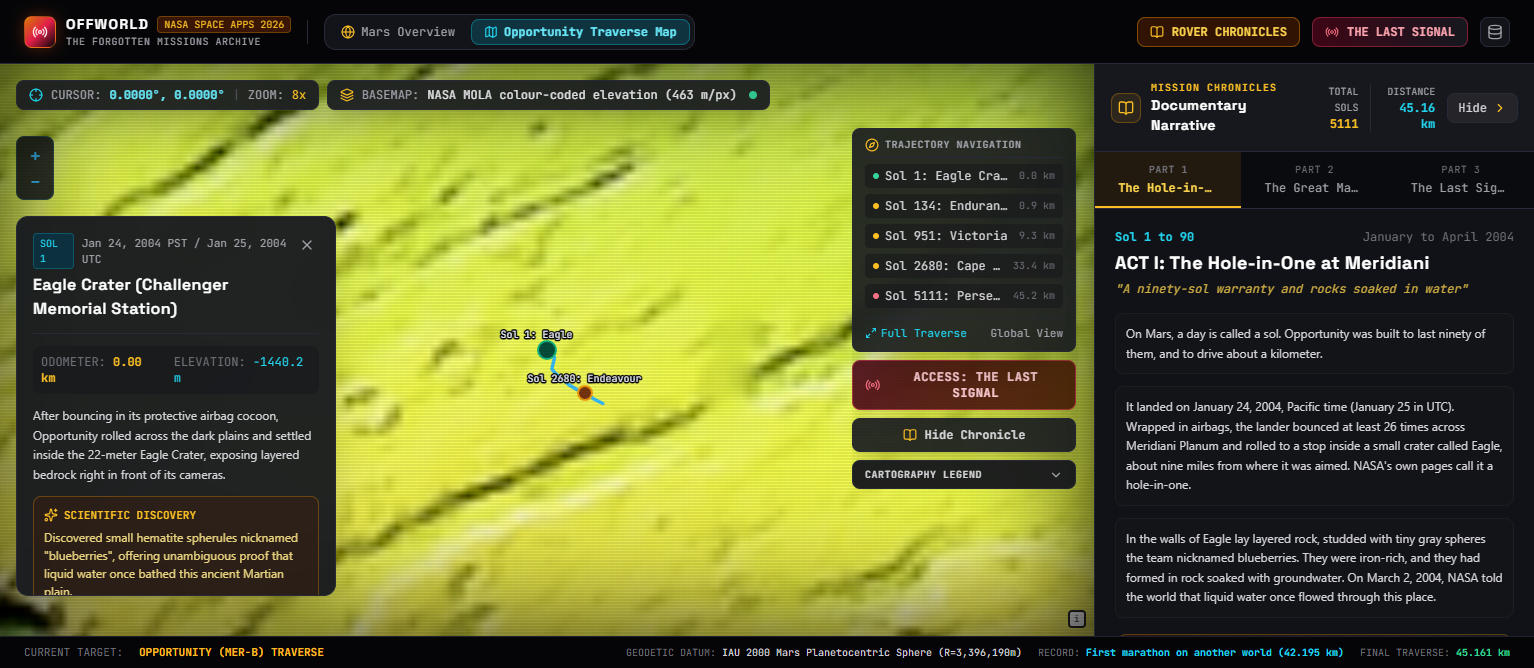 OFFWORLD NASA SPACE APPS 2026
THE FORGOTTEN MISSIONS ARCHIVE
Mars Overview
Opportunity Traverse Map
ROVER CHRONICLES
THE LAST SIGNAL
CURSOR: 0.0000°, 0.0000° | ZOOM: 8x
BASEMAP: NASA MOLA colour-coded elevation (463 m/px)
+
−
SOL
1
Jan 24, 2004 PST / Jan 25, 2004
UTC
Eagle Crater (Challenger
Memorial Station)
ODOMETER: 0.00
km
ELEVATION: -1440.2
m
After bouncing in its protective airbag cocoon,
Opportunity rolled across the dark plains and settled
inside the 22-meter Eagle Crater, exposing layered
bedrock right in front of its cameras.
SCIENTIFIC DISCOVERY
Discovered small hematite spherules nicknamed
"blueberries", offering unambiguous proof that
liquid water once bathed this ancient Martian
plain.
Sol 1: Eagle
Sol 2680: Endeavour
TRAJECTORY NAVIGATION
Sol 1: Eagle Cra… 0.0 km
Sol 134: Enduran… 0.9 km
Sol 951: Victoria 9.3 km
Sol 2680: Cape … 33.4 km
Sol 5111: Perse… 45.2 km
Full Traverse
Global View
ACCESS: THE LAST
SIGNAL
Hide Chronicle
CARTOGRAPHY LEGEND
i
MISSION CHRONICLES
Documentary
Narrative
TOTAL
SOLS
5111
DISTANCE
45.16
km
Hide
PART 1
The Hole-in-…
PART 2
The Great Ma…
PART 3
The Last Sig…
Sol 1 to 90
January to April 2004
ACT I: The Hole-in-One at Meridiani
"A ninety-sol warranty and rocks soaked in water"
On Mars, a day is called a sol. Opportunity was built to last ninety of
them, and to drive about a kilometer.
It landed on January 24, 2004, Pacific time (January 25 in UTC).
Wrapped in airbags, the lander bounced at least 26 times across
Meridiani Planum and rolled to a stop inside a small crater called Eagle,
about nine miles from where it was aimed. NASA's own pages call it a
hole-in-one.
In the walls of Eagle lay layered rock, studded with tiny gray spheres
the team nicknamed blueberries. They were iron-rich, and they had
formed in rock soaked with groundwater. On March 2, 2004, NASA told
the world that liquid water once flowed through this place.
CURRENT TARGET: OPPORTUNITY (MER-B) TRAVERSE
GEODETIC DATUM: IAU 2000 Mars Planetocentric Sphere (R=3,396,190m)
RECORD: First marathon on another world (42.195 km)
FINAL TRAVERSE: 45.161 km